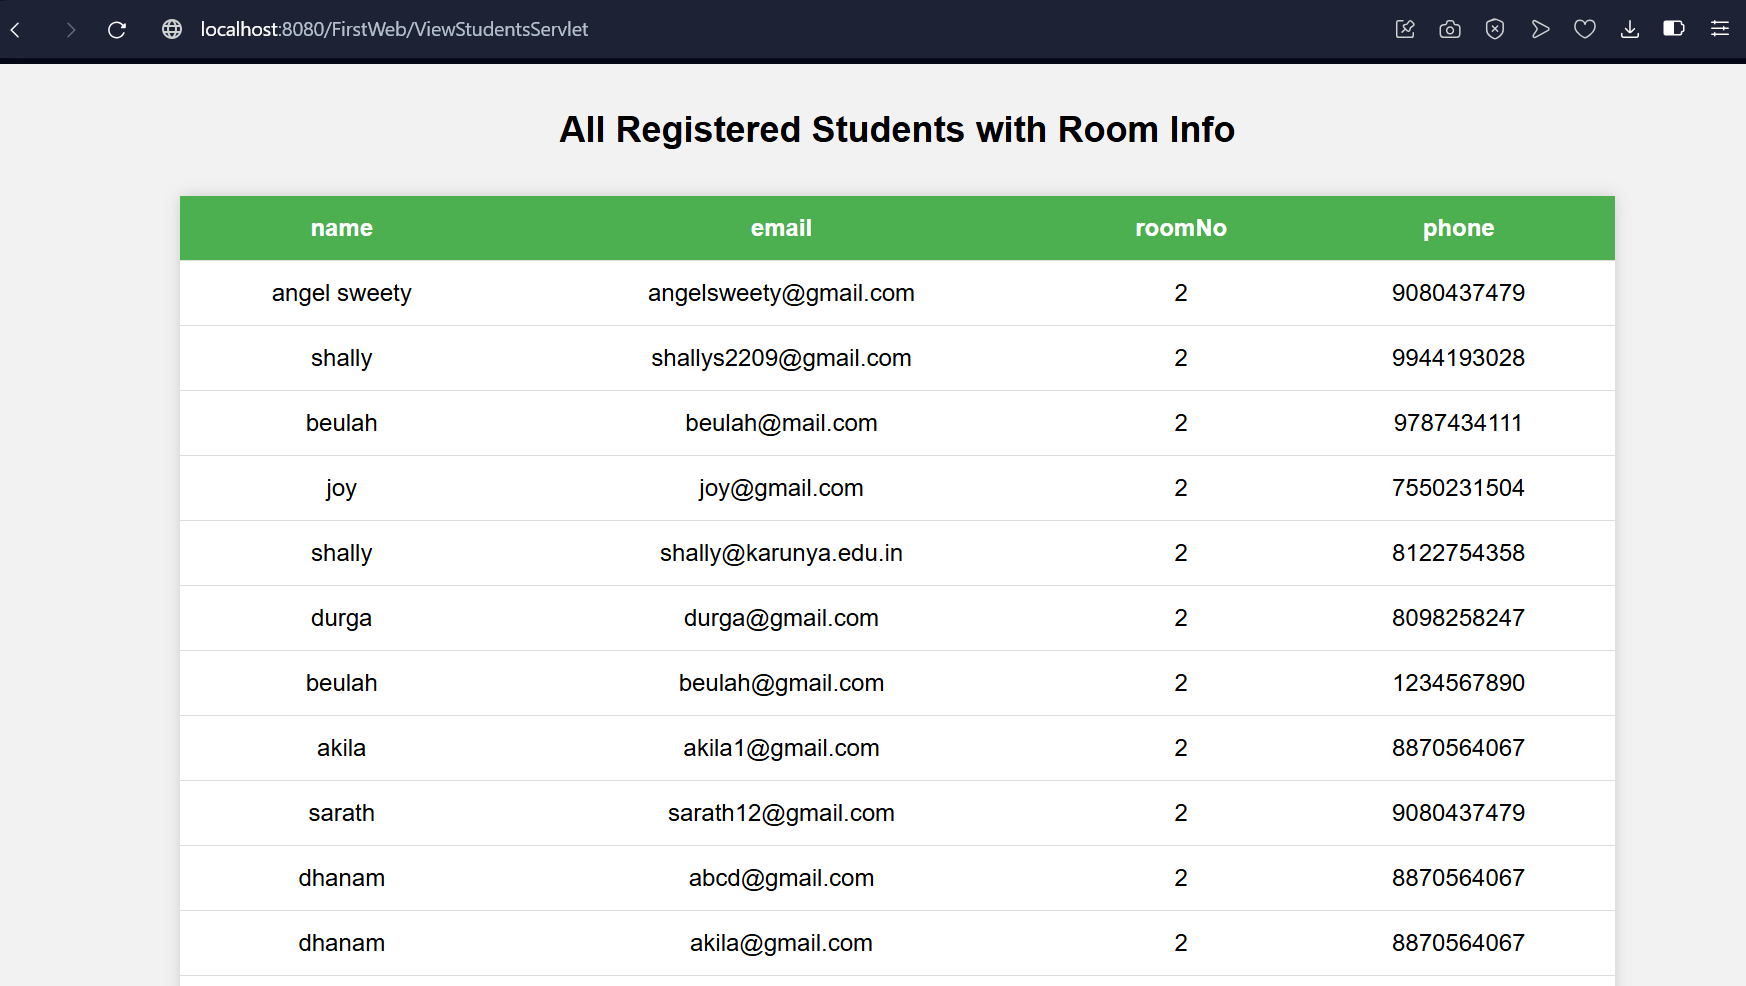 localhost:8080/FirstWeb/ViewStudentsServlet
All Registered Students with Room Info
name email roomNo phone
angel sweety angelsweety@gmail.com 2 9080437479
shally shallys2209@gmail.com 2 9944193028
beulah beulah@mail.com 2 9787434111
joy joy@gmail.com 2 7550231504
shally shally@karunya.edu.in 2 8122754358
durga durga@gmail.com 2 8098258247
beulah beulah@gmail.com 2 1234567890
akila akila1@gmail.com 2 8870564067
sarath sarath12@gmail.com 2 9080437479
dhanam abcd@gmail.com 2 8870564067
dhanam akila@gmail.com 2 8870564067